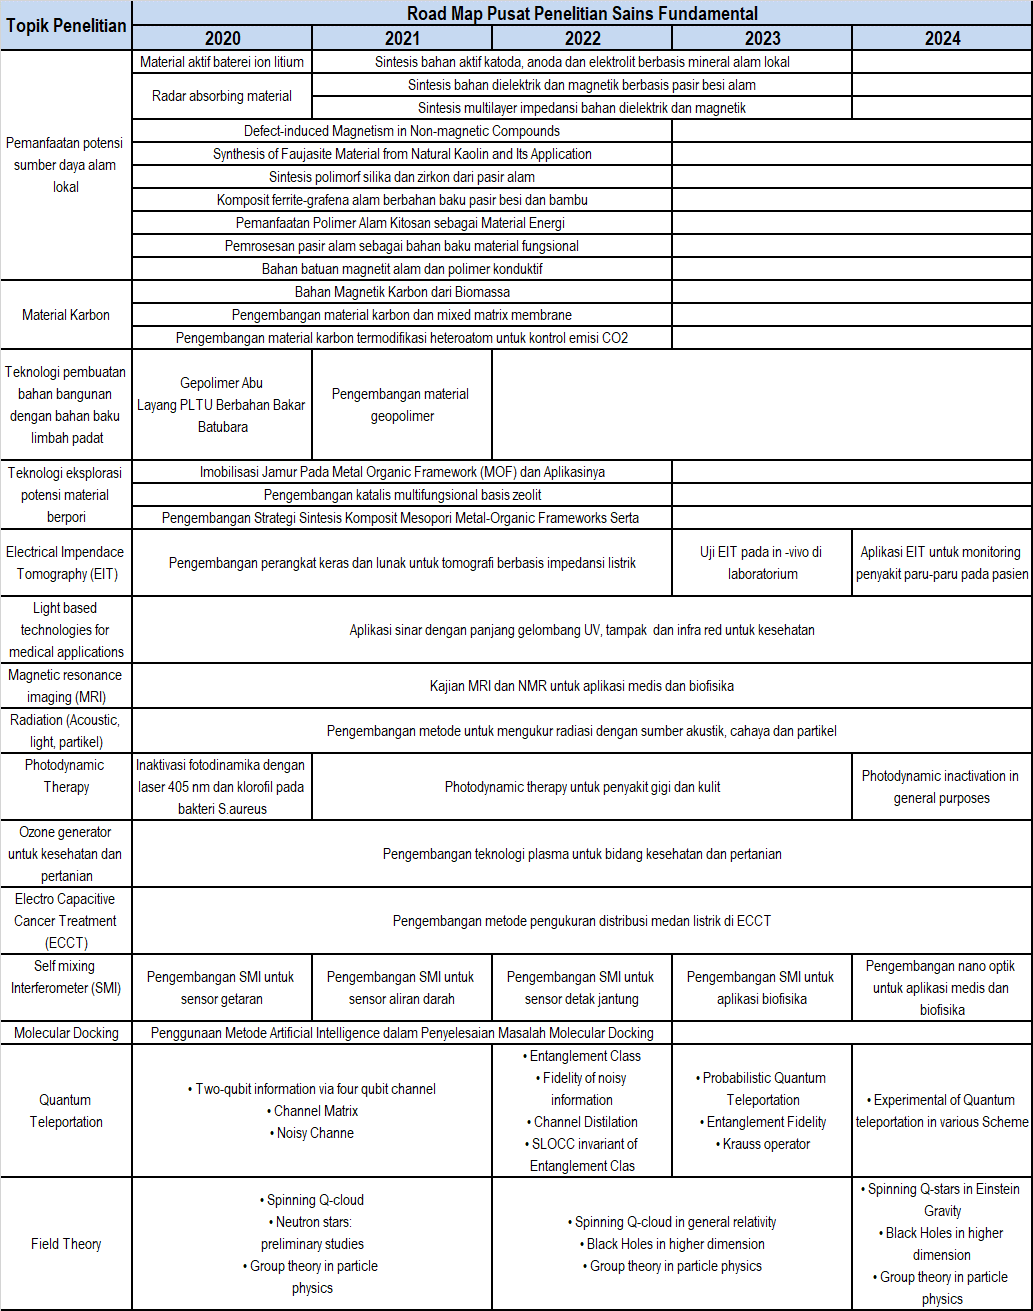 Topik Penelitian
Road Map Pusat Penelitian Sains Fundamental
2020
2021
2022
2023
2024
Pemanfaatan potensi
sumber daya alam
lokal
Material aktif baterei ion litium
Sintesis bahan aktif katoda, anoda dan elektrolit berbasis mineral alam lokal
Radar absorbing material
Sintesis bahan dielektrik dan magnetik berbasis pasir besi alam
Sintesis multilayer impedansi bahan dielektrik dan magnetik
Defect-induced Magnetism in Non-magnetic Compounds
Synthesis of Faujasite Material from Natural Kaolin and Its Application
Sintesis polimorf silika dan zirkon dari pasir alam
Komposit ferrite-grafena alam berbahan baku pasir besi dan bambu
Pemanfaatan Polimer Alam Kitosan sebagai Material Energi
Pemrosesan pasir alam sebagai bahan baku material fungsional
Bahan batuan magnetit alam dan polimer konduktif
Material Karbon
Bahan Magnetik Karbon dari Biomassa
Pengembangan material karbon dan mixed matrix membrane
Pengembangan material karbon termodifikasi heteroatom untuk kontrol emisi CO2
Teknologi pembuatan
bahan bangunan
dengan bahan baku
limbah padat
Gepolimer Abu
Layang PLTU Berbahan Bakar
Batubara
Pengembangan material
geopolimer
Teknologi eksplorasi
potensi material
berpori
Imobilisasi Jamur Pada Metal Organic Framework (MOF) dan Aplikasinya
Pengembangan katalis multifungsional basis zeolit
Pengembangan Strategi Sintesis Komposit Mesopori Metal-Organic Frameworks Serta
Electrical Impendace
Tomography (EIT)
Pengembangan perangkat keras dan lunak untuk tomografi berbasis impedansi listrik
Uji EIT pada in -vivo di
laboratorium
Aplikasi EIT untuk monitoring
penyakit paru-paru pada pasien
Light based
technologies for
medical applications
Aplikasi sinar dengan panjang gelombang UV, tampak  dan infra red untuk kesehatan
Magnetic resonance
imaging (MRI)
Kajian MRI dan NMR untuk aplikasi medis dan biofisika
Radiation (Acoustic,
light, partikel)
Pengembangan metode untuk mengukur radiasi dengan sumber akustik, cahaya dan partikel
Photodynamic
Therapy
Inaktivasi fotodinamika dengan
laser 405 nm dan klorofil pada
bakteri S.aureus
Photodynamic therapy untuk penyakit gigi dan kulit
Photodynamic inactivation in
general purposes
Ozone generator
untuk kesehatan dan
pertanian
Pengembangan teknologi plasma untuk bidang kesehatan dan pertanian
Electro Capacitive
Cancer Treatment
(ECCT)
Pengembangan metode pengukuran distribusi medan listrik di ECCT
Self mixing
Interferometer (SMI)
Pengembangan SMI untuk
sensor getaran
Pengembangan SMI untuk
sensor aliran darah
Pengembangan SMI untuk
sensor detak jantung
Pengembangan SMI untuk
aplikasi biofisika
Pengembangan nano optik
untuk aplikasi medis dan
biofisika
Molecular Docking
Penggunaan Metode Artificial Intelligence dalam Penyelesaian Masalah Molecular Docking
Quantum
Teleportation
• Two-qubit information via four qubit channel
• Channel Matrix
• Noisy Channe
• Entanglement Class
• Fidelity of noisy
information
• Channel Distilation
• SLOCC invariant of
Entanglement Clas
• Probabilistic Quantum
Teleportation
• Entanglement Fidelity
• Krauss operator
• Experimental of Quantum
teleportation in various Scheme
Field Theory
• Spinning Q-cloud
• Neutron stars:
preliminary studies
• Group theory in particle
physics
• Spinning Q-cloud in general relativity
• Black Holes in higher dimension
• Group theory in particle physics
• Spinning Q-stars in Einstein
Gravity
• Black Holes in higher
dimension
• Group theory in particle
physics